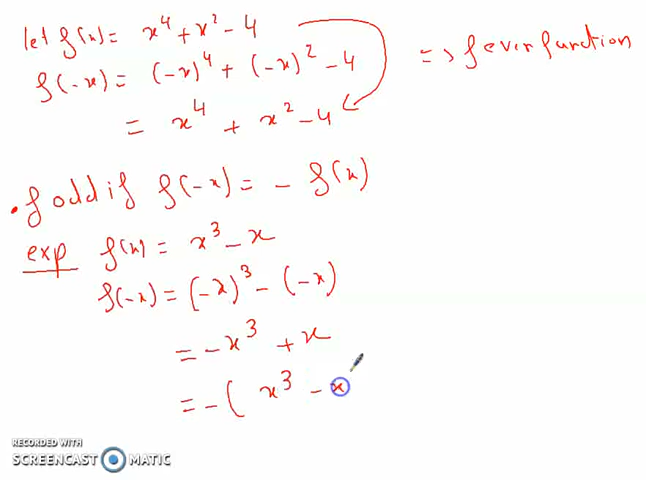 let f(x) = x⁴ + x² - 4
f(-x) = (-x)⁴ + (-x)² - 4 => f even function
= x⁴ + x² - 4
• f odd if f(-x) = - f(x)
exp f(x) = x³ - x
f(-x) = (-x)³ - (-x)
= -x³ + x
= - ( x³ - x
RECORDED WITH
SCREENCAST MATIC